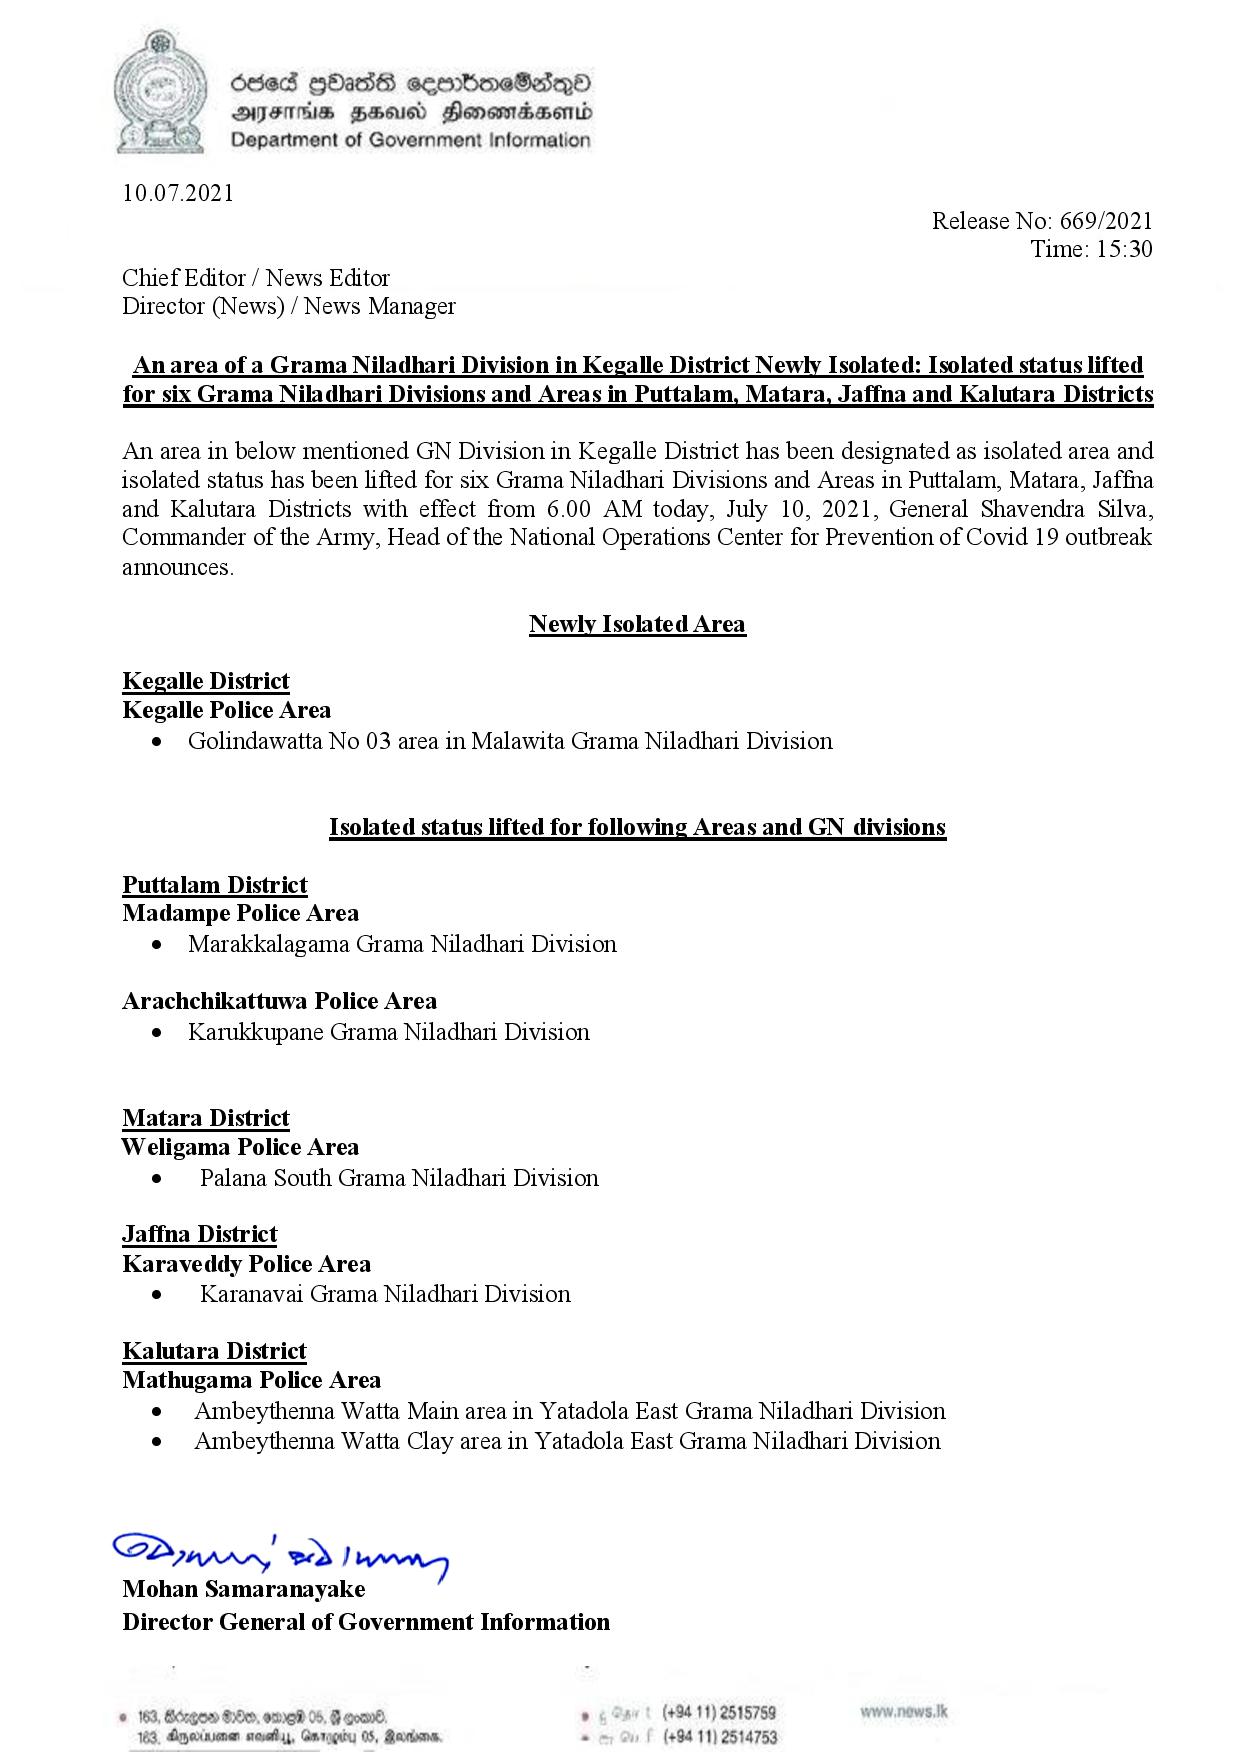 රජයේ ප්‍රවෘත්ති දෙපාර්තමේන්තුව
அரசாங்க தகவல் திணைக்களம்
Department of Government Information
10.07.2021
Release No: 669/2021
Time: 15:30
Chief Editor / News Editor
Director (News) / News Manager
An area of a Grama Niladhari Division in Kegalle District Newly Isolated: Isolated status lifted
for six Grama Niladhari Divisions and Areas in Puttalam, Matara, Jaffna and Kalutara Districts
An area in below mentioned GN Division in Kegalle District has been designated as isolated area and
isolated status has been lifted for six Grama Niladhari Divisions and Areas in Puttalam, Matara, Jaffna
and Kalutara Districts with effect from 6.00 AM today, July 10, 2021, General Shavendra Silva,
Commander of the Army, Head of the National Operations Center for Prevention of Covid 19 outbreak
announces.
Newly Isolated Area
Kegalle District
Kegalle Police Area
• Golindawatta No 03 area in Malawita Grama Niladhari Division
Isolated status lifted for following Areas and GN divisions
Puttalam District
Madampe Police Area
• Marakkalagama Grama Niladhari Division
Arachchikattuwa Police Area
• Karukkupane Grama Niladhari Division
Matara District
Weligama Police Area
• Palana South Grama Niladhari Division
Jaffna District
Karaveddy Police Area
• Karanavai Grama Niladhari Division
Kalutara District
Mathugama Police Area
• Ambeythenna Watta Main area in Yatadola East Grama Niladhari Division
• Ambeythenna Watta Clay area in Yatadola East Grama Niladhari Division
Mohan Samaranayake
Director General of Government Information
163, කිරුලපන මාවත, කොළඹ 05, ශ්‍රී ලංකාව.
163, கிருலப்பனை எவனியூ, கொழும்பு 05, இலங்கை.
(+94 11) 2515759
(+94 11) 2514753
www.news.lk